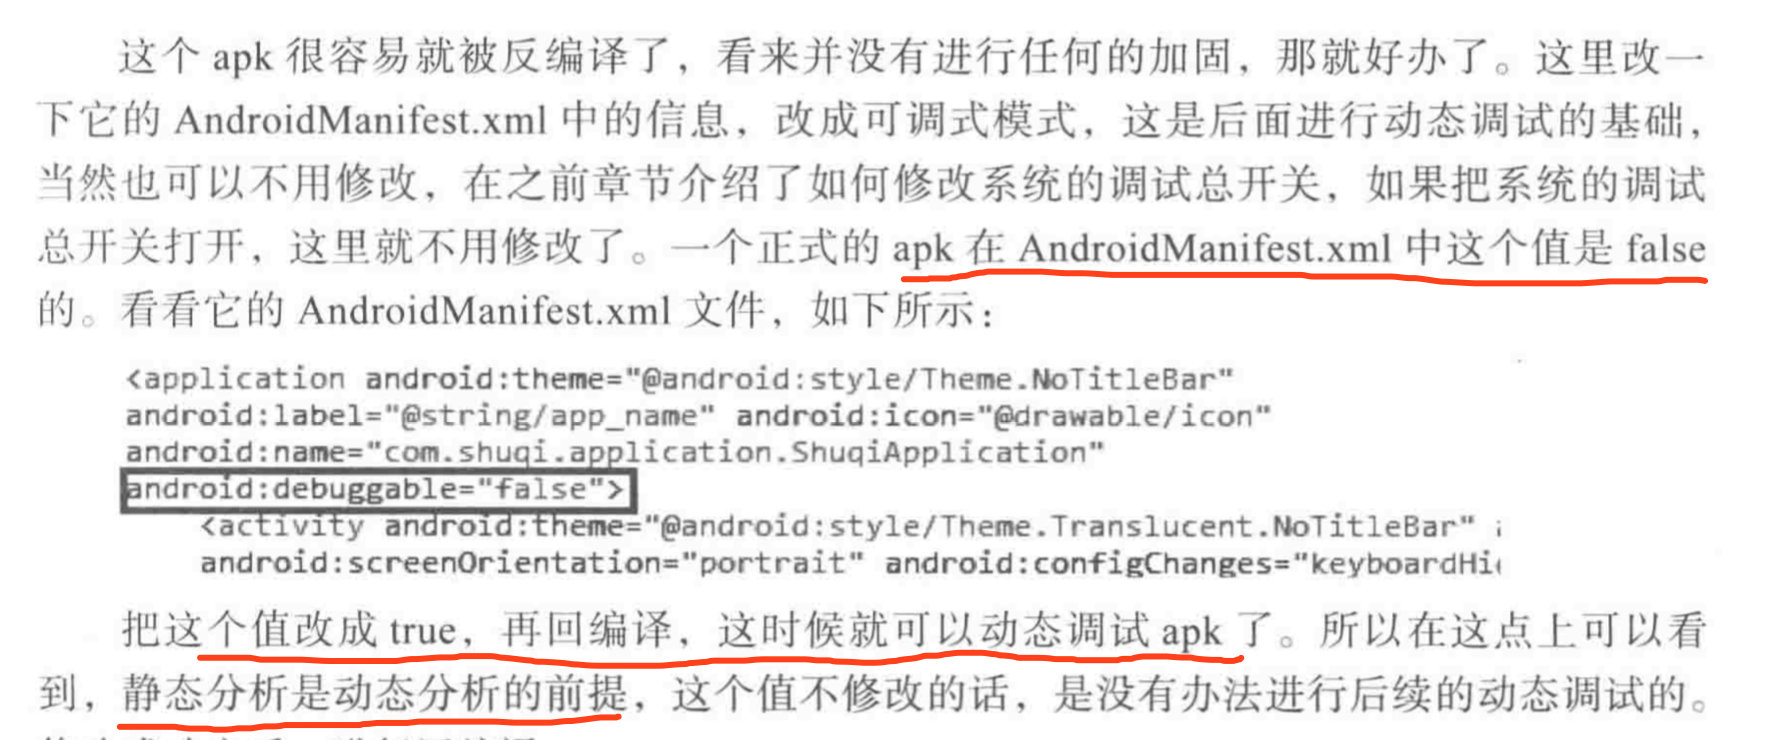 这个 apk 很容易就被反编译了，看来并没有进行任何的加固，那就好办了。这里改一
下它的 AndroidManifest.xml 中的信息，改成可调式模式，这是后面进行动态调试的基础，
当然也可以不用修改，在之前章节介绍了如何修改系统的调试总开关，如果把系统的调试
总开关打开，这里就不用修改了。一个正式的 apk 在 AndroidManifest.xml 中这个值是 false
的。看看它的 AndroidManifest.xml 文件，如下所示：
<application android:theme="@android:style/Theme.NoTitleBar"
android:label="@string/app_name" android:icon="@drawable/icon"
android:name="com.shuqi.application.ShuqiApplication"
android:debuggable="false">
<activity android:theme="@android:style/Theme.Translucent.NoTitleBar"
android:screenOrientation="portrait" android:configChanges="keyboardHi
把这个值改成 true，再回编译，这时候就可以动态调试 apk 了。所以在这点上可以看
到，静态分析是动态分析的前提，这个值不修改的话，是没有办法进行后续的动态调试的。